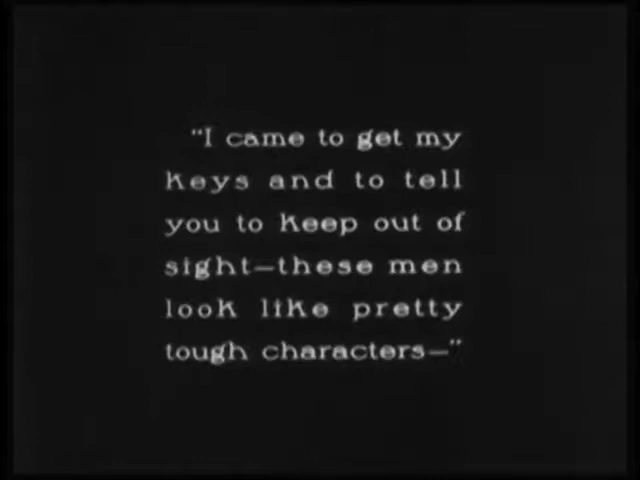 "I came to get my
keys and to tell
you to keep out of
sight—these men
look like pretty
tough characters—"